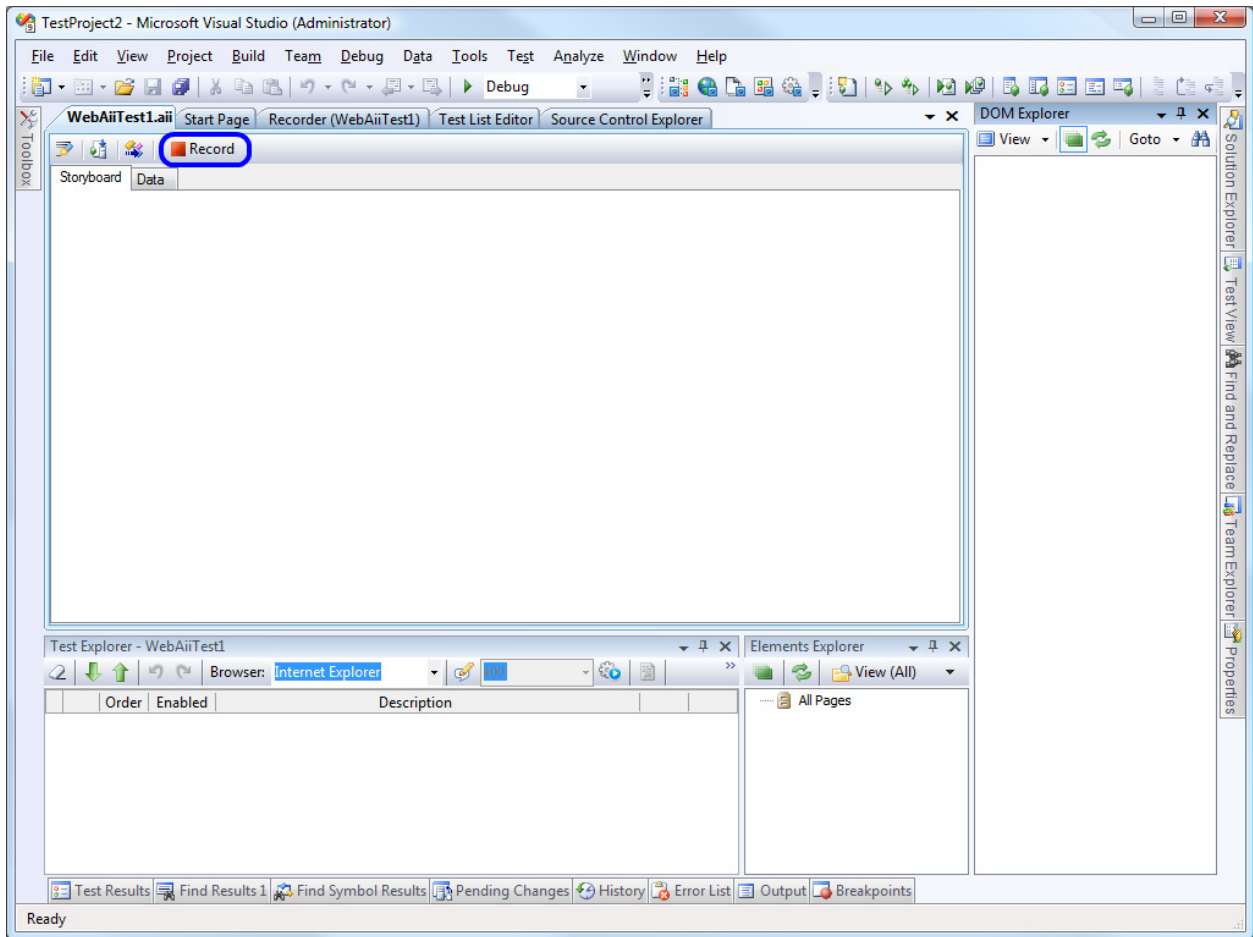 TestProject2 - Microsoft Visual Studio (Administrator)
File Edit View Project Build Team Debug Data Tools Test Analyze Window Help
Debug
WebAiiTest1.aii Start Page Recorder (WebAiiTest1) Test List Editor Source Control Explorer
DOM Explorer
Record
View Goto
Storyboard Data
Toolbox
Solution Explorer
Test View
Find and Replace
Team Explorer
Properties
Test Explorer - WebAiiTest1
Elements Explorer
Browser: Internet Explorer 100
View (All)
Order Enabled Description
All Pages
Test Results Find Results 1 Find Symbol Results Pending Changes History Error List Output Breakpoints
Ready